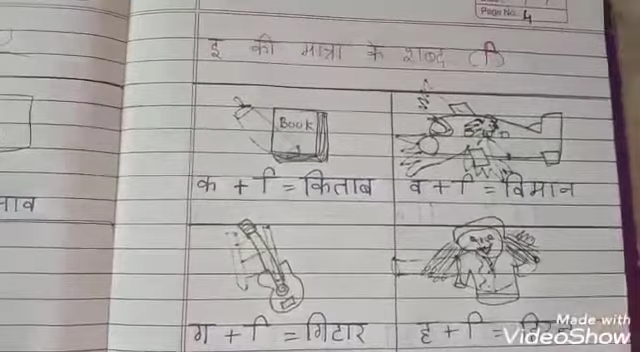 Page No. 4
इ की मात्रा के शब्द (ि)
BOOK
क + ि = किताब
व + ि = विमान
ग + ि = गिटार
ह + ि =
Made with
VideoShow